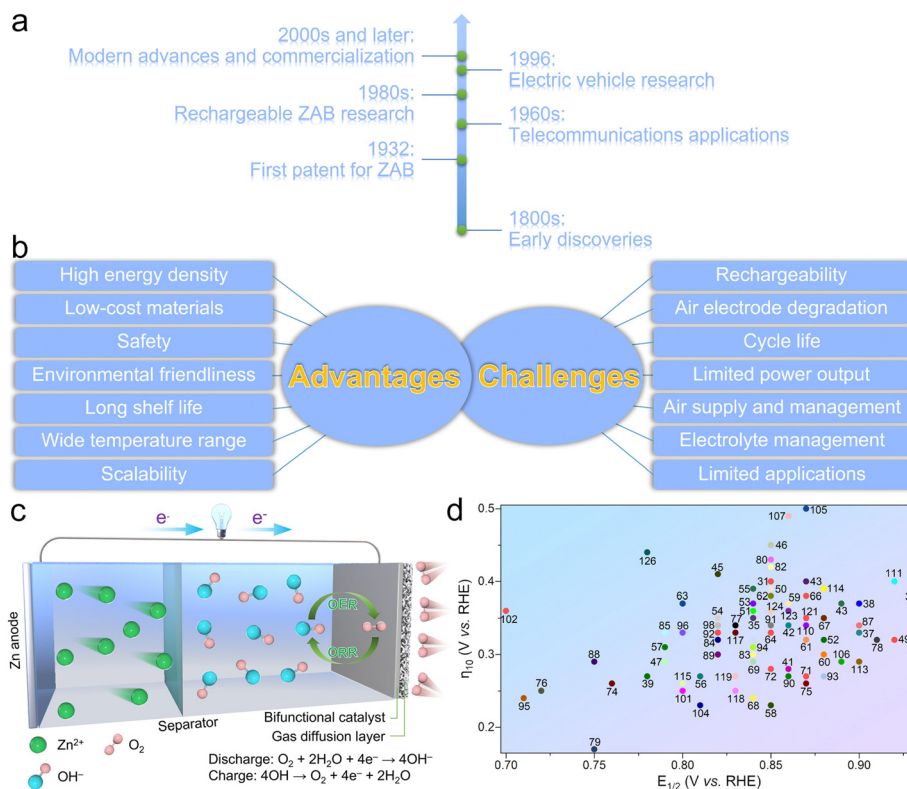 a
2000s and later:
Modern advances and commercialization
1996:
Electric vehicle research
1980s:
Rechargeable ZAB research
1960s:
Telecommunications applications
1932:
First patent for ZAB
1800s:
Early discoveries
b
High energy density
Low-cost materials
Safety
Environmental friendliness
Long shelf life
Wide temperature range
Scalability
Advantages
Challenges
Rechargeability
Air electrode degradation
Cycle life
Limited power output
Air supply and management
Electrolyte management
Limited applications
c
e⁻
e⁻
Zn anode
OER
ORR
Separator
Bifunctional catalyst
Gas diffusion layer
Zn²⁺
O₂
OH⁻
Discharge: O₂ + 2H₂O + 4e⁻ → 4OH⁻
Charge: 4OH → O₂ + 4e⁻ + 2H₂O
d
η₁₀ (V vs. RHE)
0.5
0.4
0.3
0.2
0.70
0.75
0.80
0.85
0.90
E₁/₂ (V vs. RHE)
105
107
46
126
80
82
45
31
43
111
55
50
114
62
66
63
53
59
43
38
102
51
124
123
121
54
67
87
85
96
98
35
91
42
110
37
92
77
84
117
64
61
52
78
49
57
94
89
83
60
106
113
47
69
88
41
72
86
71
93
39
115
56
119
90
75
76
74
100
101
118
95
104
68
58
79